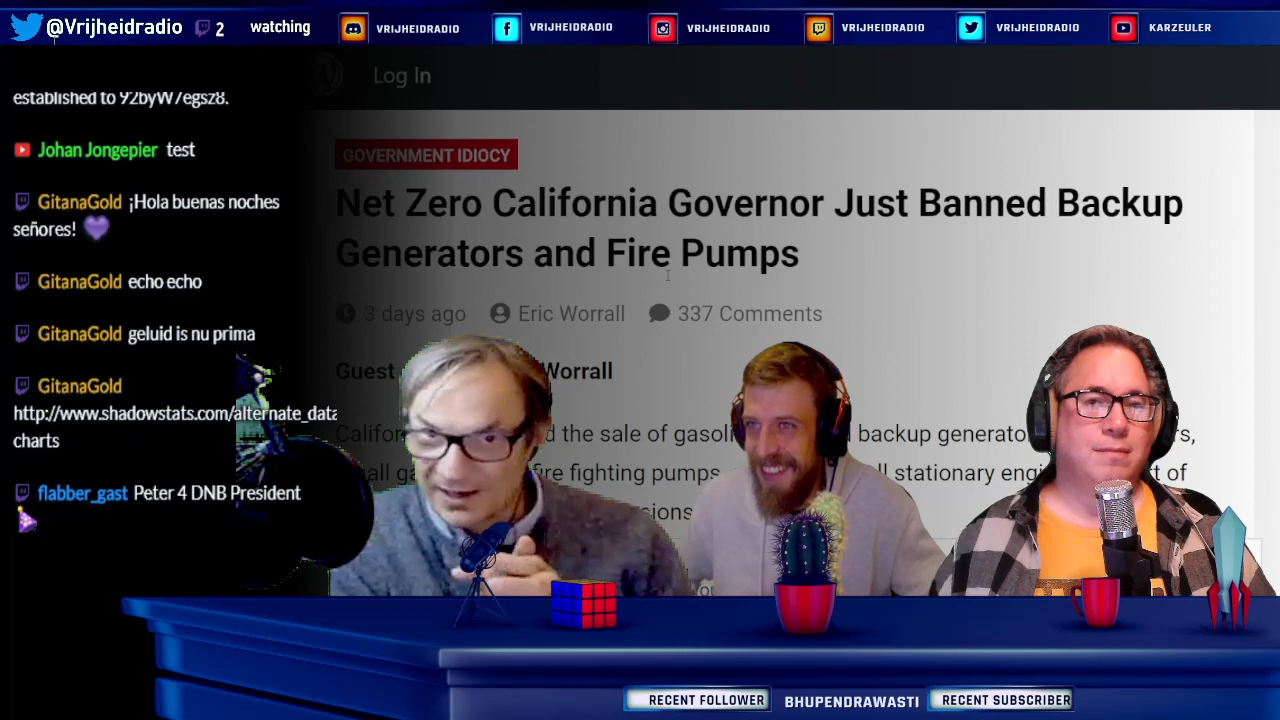 @Vrijheidradio 2 watching VRIJHEIDRADIO VRIJHEIDRADIO VRIJHEIDRADIO VRIJHEIDRADIO VRIJHEIDRADIO KARZEULER
Log In
established to 92byW7egsz8.
Johan Jongepier test
GitanaGold ¡Hola buenas noches
señores!
GitanaGold echo echo
GitanaGold geluid is nu prima
GitanaGold
http://www.shadowstats.com/alternate_data
charts
flabber_gast Peter 4 DNB President
GOVERNMENT IDIOCY
Net Zero California Governor Just Banned Backup
Generators and Fire Pumps
3 days ago Eric Worrall 337 Comments
Guest Worrall
the sale of backup
fire fighting pumps stationary of
RECENT FOLLOWER BHUPENDRAWASTI RECENT SUBSCRIBER